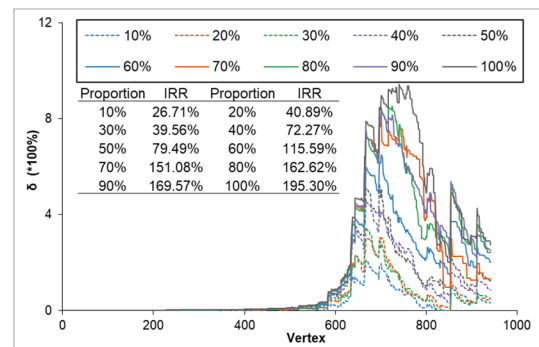 12
8
4
0
δ (*100%)
10% 20% 30% 40% 50%
60% 70% 80% 90% 100%
Proportion IRR Proportion IRR
10% 26.71% 20% 40.89%
30% 39.56% 40% 72.27%
50% 79.49% 60% 115.59%
70% 151.08% 80% 162.62%
90% 169.57% 100% 195.30%
0 200 400 600 800 1000
Vertex